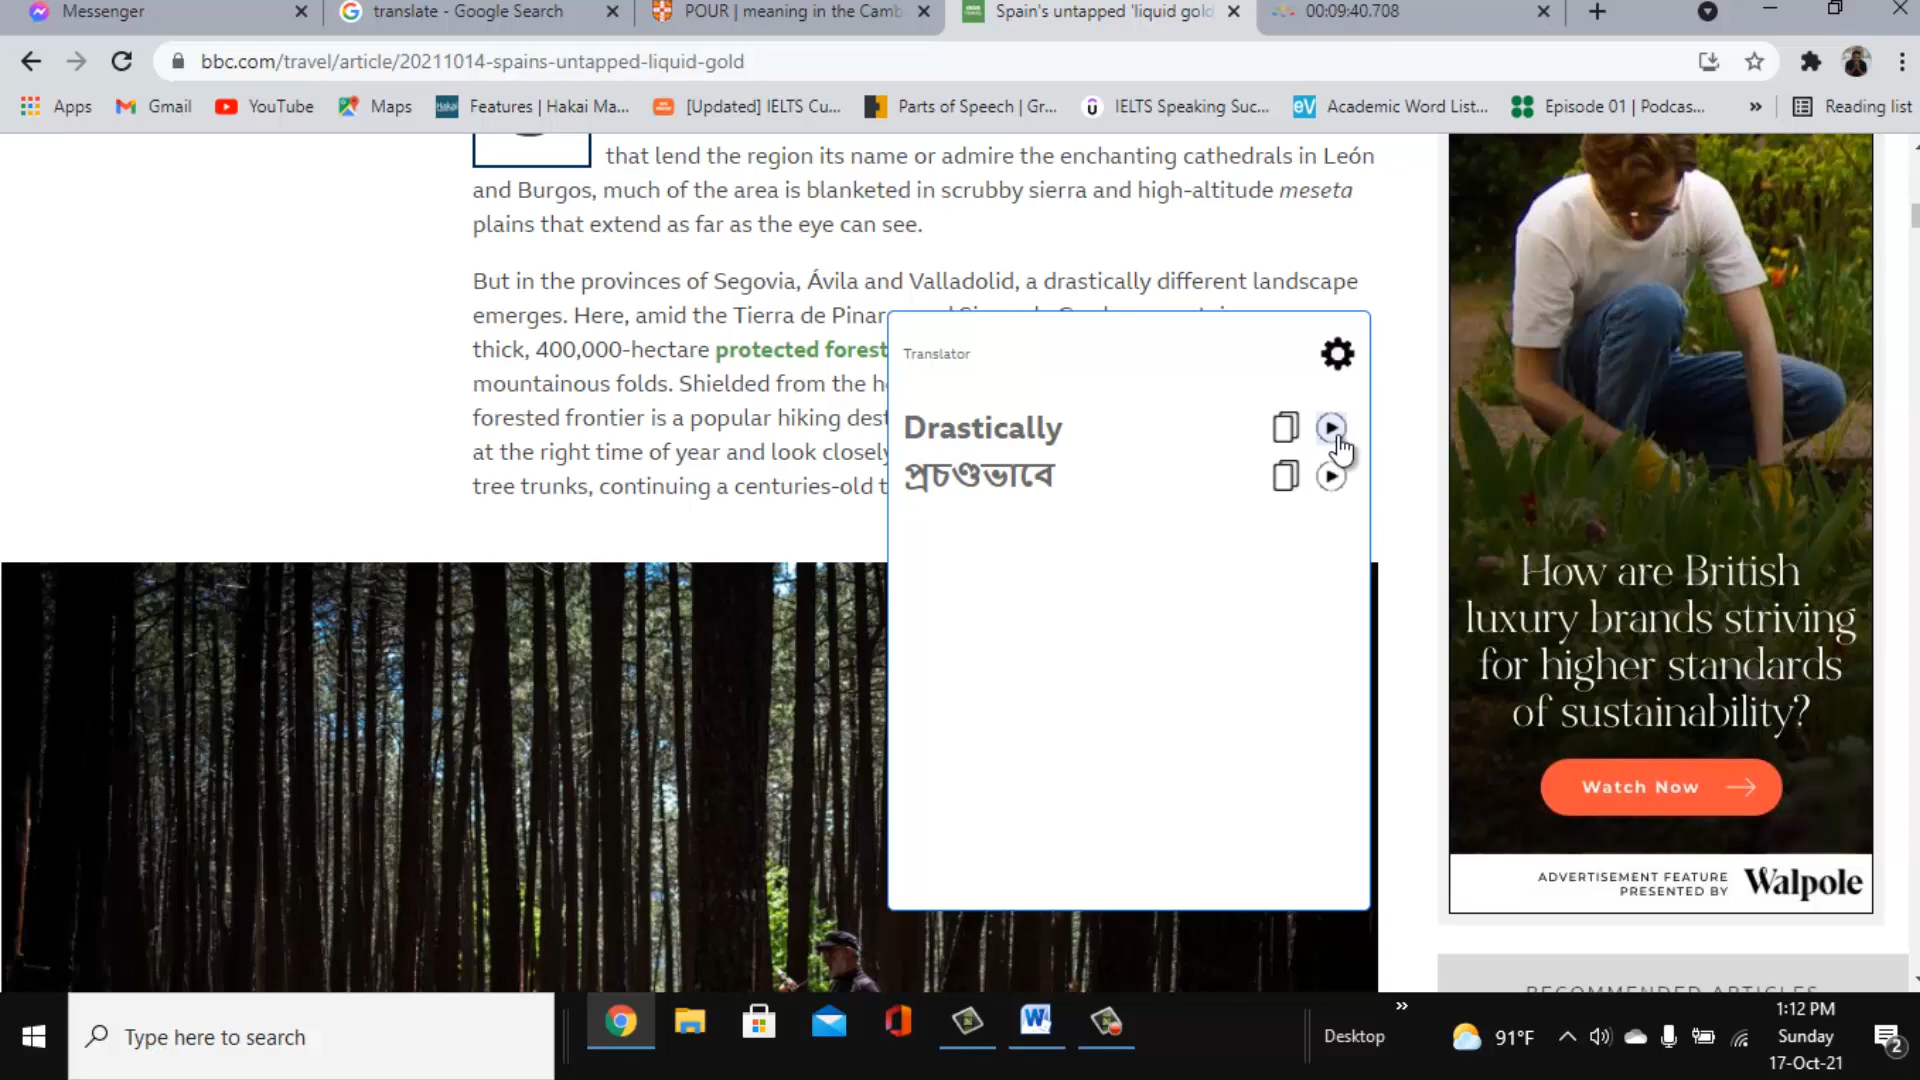 Messenger
translate - Google Search
POUR | meaning in the Camb
Spain's untapped 'liquid gold
00:09:40.708
bbc.com/travel/article/20211014-spains-untapped-liquid-gold
Apps
Gmail
YouTube
Maps
Features | Hakai Ma...
[Updated] IELTS Cu...
Parts of Speech | Gr...
IELTS Speaking Suc...
Academic Word List...
Episode 01 | Podcas...
»
Reading list
that lend the region its name or admire the enchanting cathedrals in León
and Burgos, much of the area is blanketed in scrubby sierra and high-altitude meseta
plains that extend as far as the eye can see.
But in the provinces of Segovia, Ávila and Valladolid, a drastically different landscape
emerges. Here, amid the Tierra de Pinar
thick, 400,000-hectare protected forest
mountainous folds. Shielded from the h
forested frontier is a popular hiking dest
at the right time of year and look closely
tree trunks, continuing a centuries-old t
Translator
Drastically
প্রচণ্ডভাবে
How are British
luxury brands striving
for higher standards
of sustainability?
Watch Now
ADVERTISEMENT FEATURE
PRESENTED BY
Walpole
RECOMMENDED ARTICLES
Type here to search
Desktop
»
91°F
1:12 PM
Sunday
17-Oct-21
2